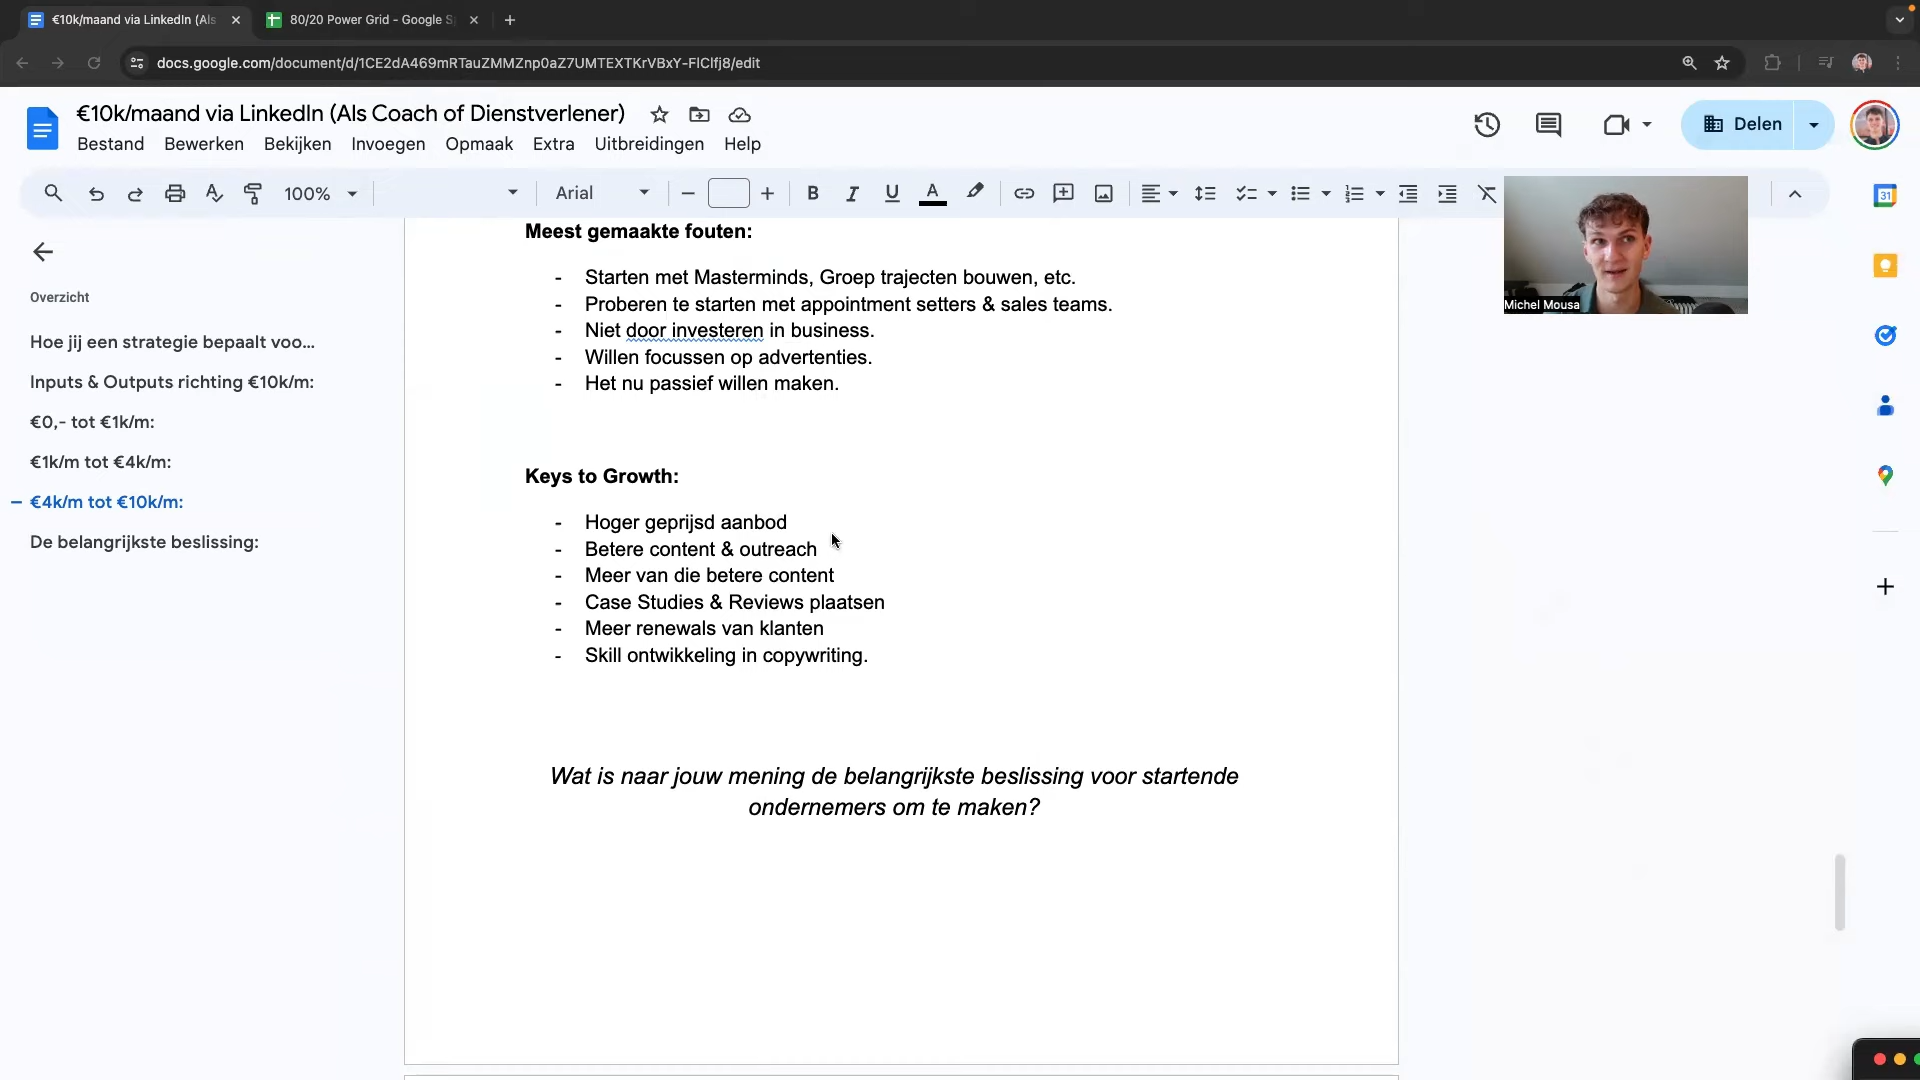 €10k/maand via LinkedIn (Als
80/20 Power Grid - Google S
docs.google.com/document/d/1CE2dA469mRTauZMMZnp0aZ7UMTEXTKrVBxY-FlClfj8/edit
€10k/maand via LinkedIn (Als Coach of Dienstverlener)
Bestand Bewerken Bekijken Invoegen Opmaak Extra Uitbreidingen Help
Delen
100%
Arial
31
Michel Mousa
Overzicht
Hoe jij een strategie bepaalt voo...
Inputs & Outputs richting €10k/m:
€0,- tot €1k/m:
€1k/m tot €4k/m:
€4k/m tot €10k/m:
De belangrijkste beslissing:
Meest gemaakte fouten:
- Starten met Masterminds, Groep trajecten bouwen, etc.
- Proberen te starten met appointment setters & sales teams.
- Niet door investeren in business.
- Willen focussen op advertenties.
- Het nu passief willen maken.
Keys to Growth:
- Hoger geprijsd aanbod
- Betere content & outreach
- Meer van die betere content
- Case Studies & Reviews plaatsen
- Meer renewals van klanten
- Skill ontwikkeling in copywriting.
Wat is naar jouw mening de belangrijkste beslissing voor startende
ondernemers om te maken?